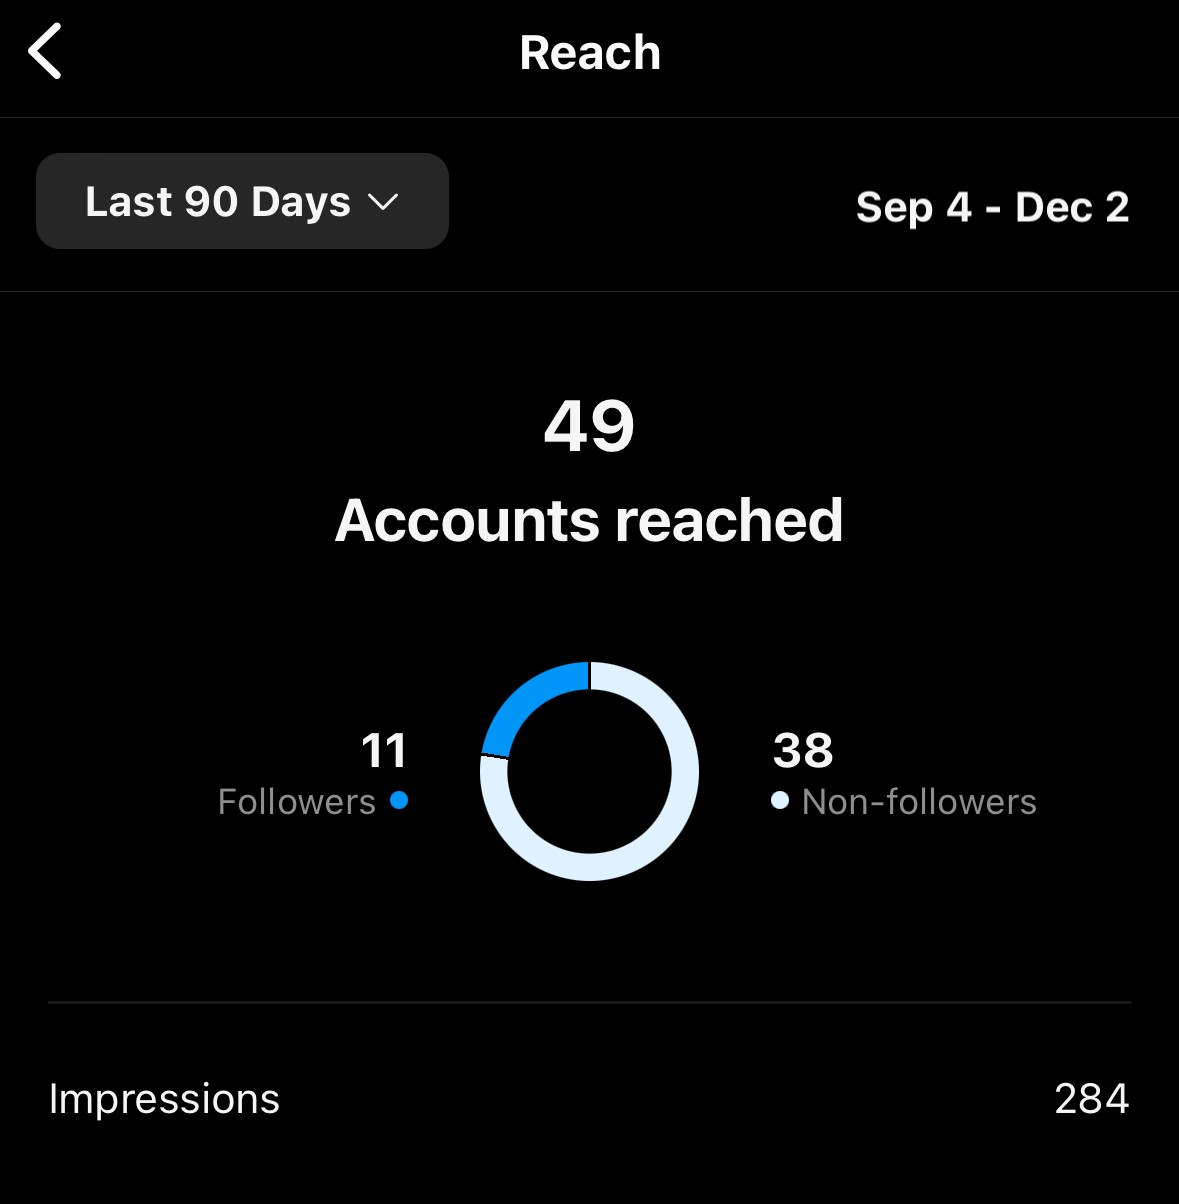 Reach
Last 90 Days
Sep 4 - Dec 2
49
Accounts reached
11
Followers
38
Non-followers
Impressions
284